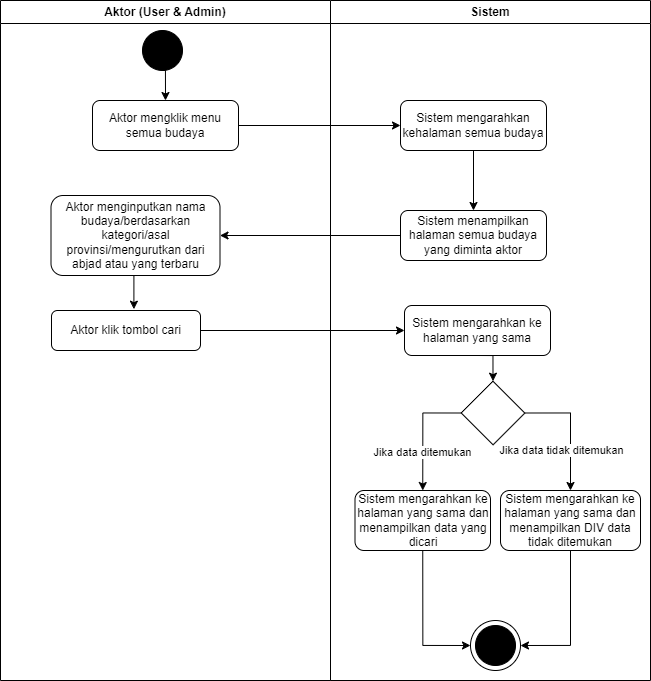 Aktor (User & Admin)
Sistem
Aktor mengklik menu
semua budaya
Sistem mengarahkan
kehalaman semua budaya
Aktor menginputkan nama
budaya/berdasarkan
kategori/asal
provinsi/mengurutkan dari
abjad atau yang terbaru
Sistem menampilkan
halaman semua budaya
yang diminta aktor
Aktor klik tombol cari
Sistem mengarahkan ke
halaman yang sama
Jika data ditemukan
Jika data tidak ditemukan
Sistem mengarahkan ke
halaman yang sama dan
menampilkan data yang
dicari
Sistem mengarahkan ke
halaman yang sama dan
menampilkan DIV data
tidak ditemukan